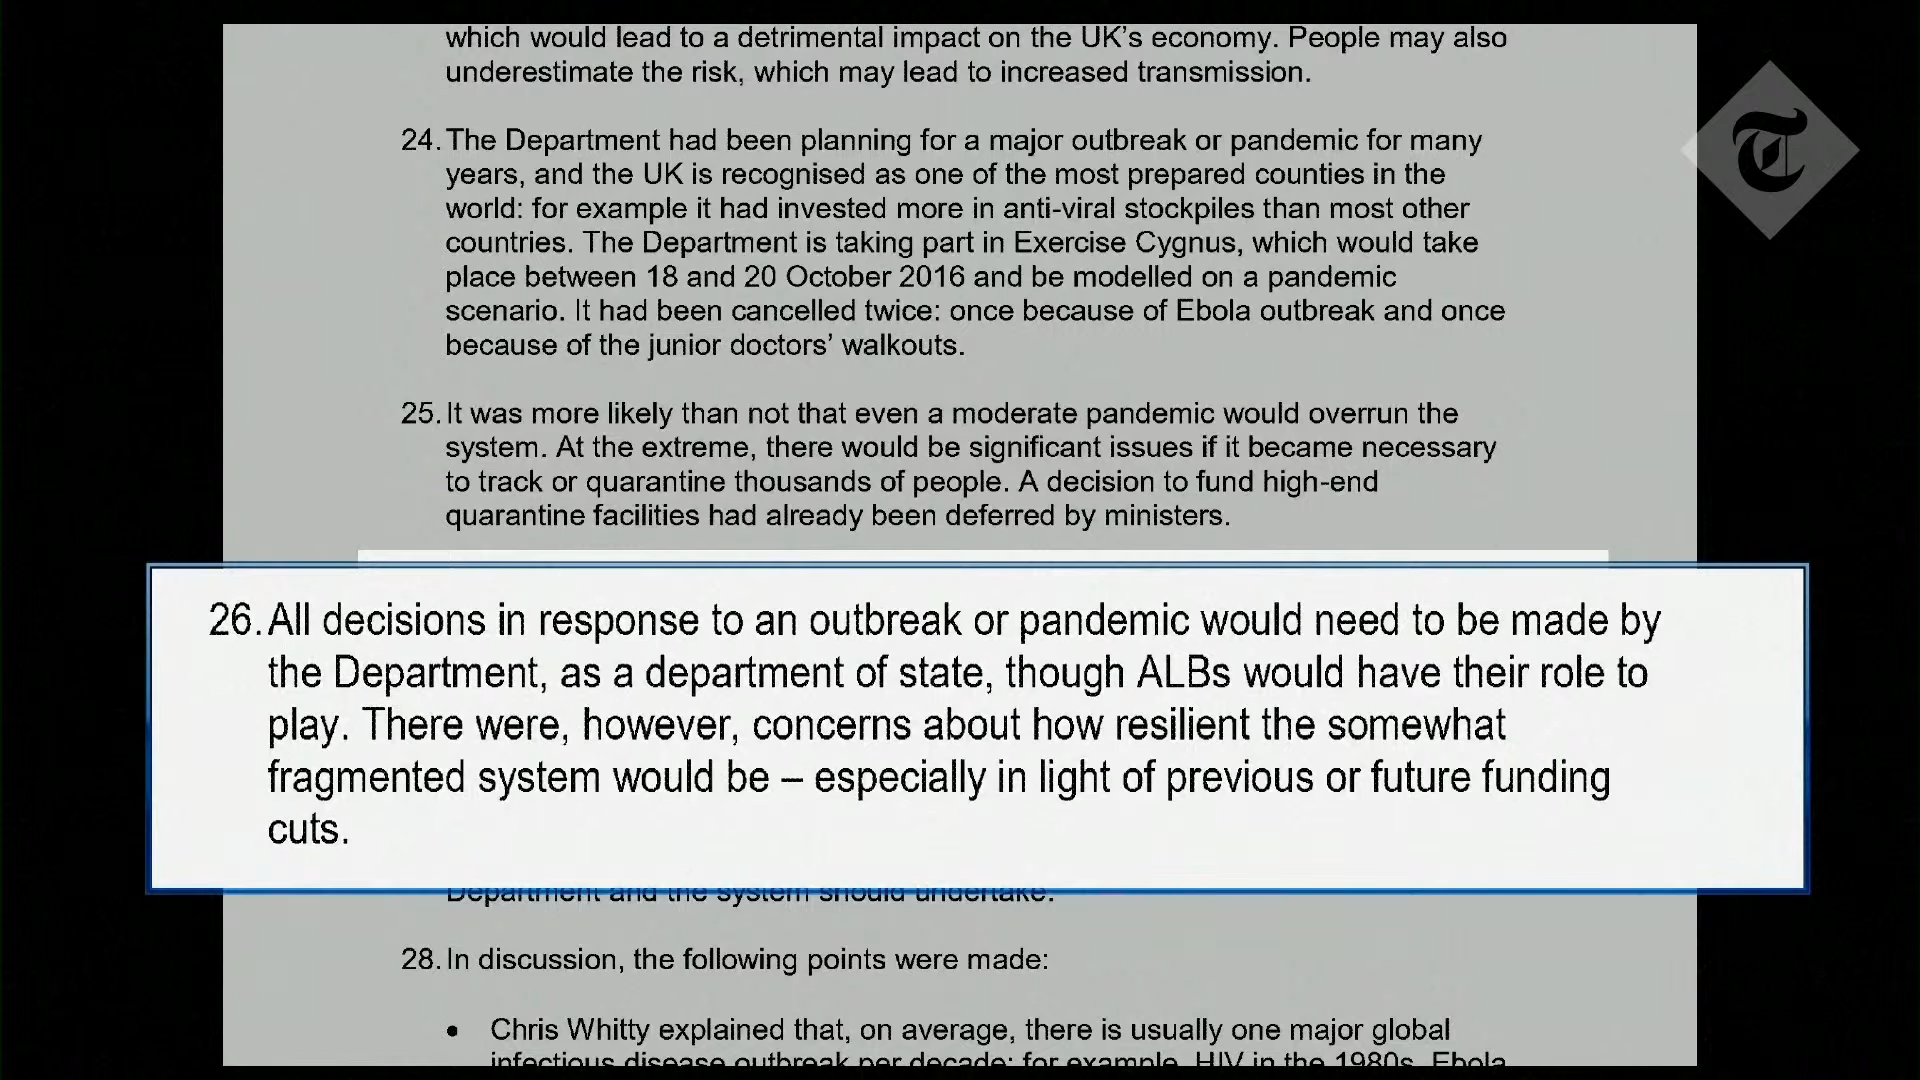 which would lead to a detrimental impact on the UK's economy. People may also
underestimate the risk, which may lead to increased transmission.
24. The Department had been planning for a major outbreak or pandemic for many
years, and the UK is recognised as one of the most prepared counties in the
world: for example it had invested more in anti-viral stockpiles than most other
countries. The Department is taking part in Exercise Cygnus, which would take
place between 18 and 20 October 2016 and be modelled on a pandemic
scenario. It had been cancelled twice: once because of Ebola outbreak and once
because of the junior doctors' walkouts.
25. It was more likely than not that even a moderate pandemic would overrun the
system. At the extreme, there would be significant issues if it became necessary
to track or quarantine thousands of people. A decision to fund high-end
quarantine facilities had already been deferred by ministers.
26. All decisions in response to an outbreak or pandemic would need to be made by
the Department, as a department of state, though ALBs would have their role to
play. There were, however, concerns about how resilient the somewhat
fragmented system would be – especially in light of previous or future funding
cuts.
Department and the system should undertake.
28. In discussion, the following points were made:
• Chris Whitty explained that, on average, there is usually one major global
infectious disease outbreak per decade: for example, HIV in the 1980s, Ebola
T